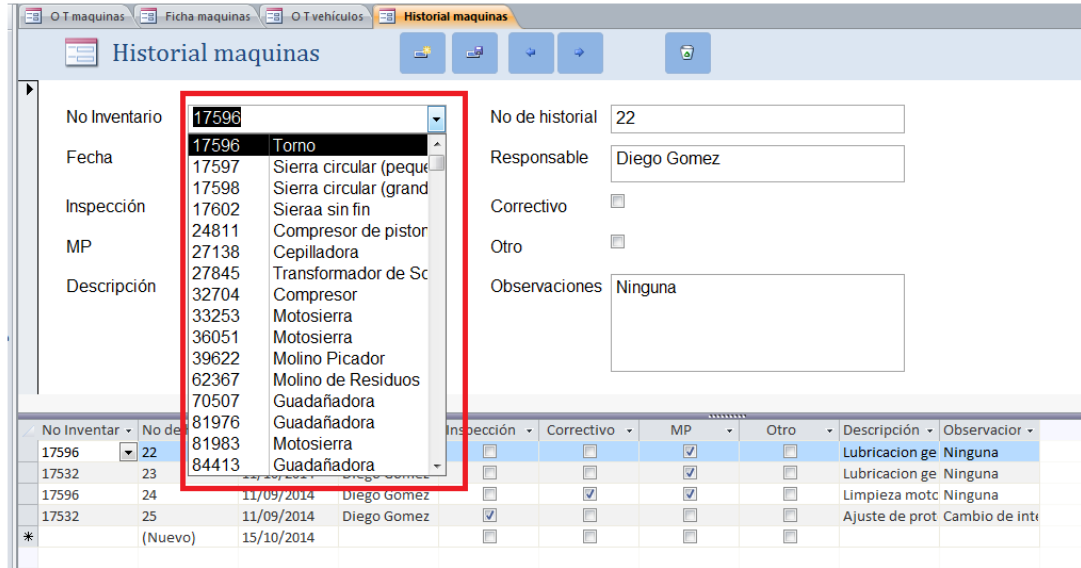 O T maquinas Ficha maquinas O T vehículos Historial maquinas
Historial maquinas
No Inventario 17596 No de historial 22
Fecha Responsable Diego Gomez
Inspección Correctivo
MP Otro
Descripción Observaciones Ninguna
17596 Torno
17597 Sierra circular (peque
17598 Sierra circular (grand
17602 Sieraa sin fin
24811 Compresor de piston
27138 Cepilladora
27845 Transformador de So
32704 Compresor
33253 Motosierra
36051 Motosierra
39622 Molino Picador
62367 Molino de Residuos
70507 Guadañadora
81976 Guadañadora
81983 Motosierra
84413 Guadañadora
No Inventar No de Inspección Correctivo MP Otro Descripción Observacior
17596 22 Lubricacion ge Ninguna
17532 23 Lubricacion ge Ninguna
17596 24 11/09/2014 Diego Gomez Limpieza moto Ninguna
17532 25 11/09/2014 Diego Gomez Ajuste de prot Cambio de inte
(Nuevo) 15/10/2014